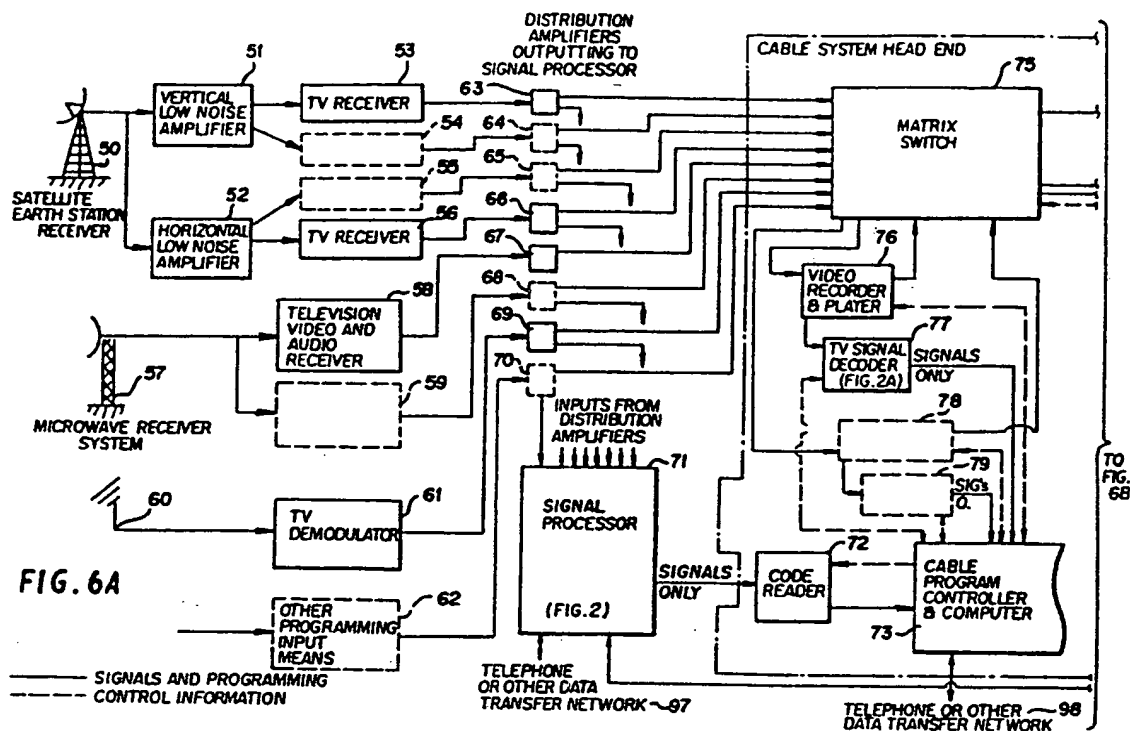 DISTRIBUTION
AMPLIFIERS
OUTPUTTING TO
SIGNAL PROCESSOR
CABLE SYSTEM HEAD END
51
53
63
75
VERTICAL
LOW NOISE
AMPLIFIER
TV RECEIVER
MATRIX
SWITCH
54
64
50
55
65
SATELLITE
EARTH STATION
RECEIVER
52
56
66
HORIZONTAL
LOW NOISE
AMPLIFIER
TV RECEIVER
67
76
VIDEO
RECORDER
& PLAYER
58
68
TELEVISION
VIDEO AND
AUDIO
RECEIVER
69
77
TV SIGNAL
DECODER
(FIG.2A)
SIGNALS
ONLY
57
59
70
MICROWAVE RECEIVER
SYSTEM
INPUTS FROM
DISTRIBUTION
AMPLIFIERS
78
71
79
SIG's
O.
TO
FIG.
6B
60
61
TV
DEMODULATOR
SIGNAL
PROCESSOR
(FIG.2)
72
SIGNALS
ONLY
CODE
READER
CABLE
PROGRAM
CONTROLLER
& COMPUTER
73
FIG. 6A
62
OTHER
PROGRAMMING
INPUT
MEANS
SIGNALS AND PROGRAMMING
CONTROL INFORMATION
TELEPHONE
OR OTHER DATA
TRANSFER NETWORK 97
TELEPHONE OR OTHER 98
DATA TRANSFER NETWORK